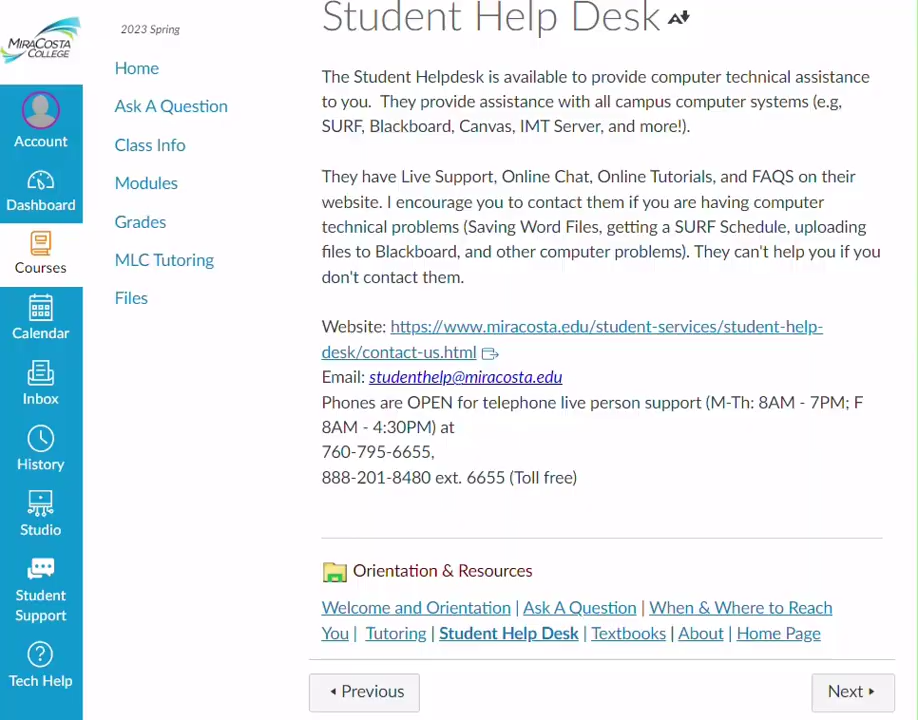 MIRACOSTA
COLLEGE
Account
Dashboard
Courses
Calendar
Inbox
History
Studio
Student
Support
Tech Help
2023 Spring
Home
Ask A Question
Class Info
Modules
Grades
MLC Tutoring
Files
Student Help Desk
The Student Helpdesk is available to provide computer technical assistance
to you.  They provide assistance with all campus computer systems (e.g,
SURF, Blackboard, Canvas, IMT Server, and more!).
They have Live Support, Online Chat, Online Tutorials, and FAQS on their
website. I encourage you to contact them if you are having computer
technical problems (Saving Word Files, getting a SURF Schedule, uploading
files to Blackboard, and other computer problems). They can't help you if you
don't contact them.
Website: https://www.miracosta.edu/student-services/student-help-
desk/contact-us.html
Email: studenthelp@miracosta.edu
Phones are OPEN for telephone live person support (M-Th: 8AM - 7PM; F
8AM - 4:30PM) at
760-795-6655,
888-201-8480 ext. 6655 (Toll free)
Orientation & Resources
Welcome and Orientation | Ask A Question | When & Where to Reach
You | Tutoring | Student Help Desk | Textbooks | About | Home Page
Previous
Next